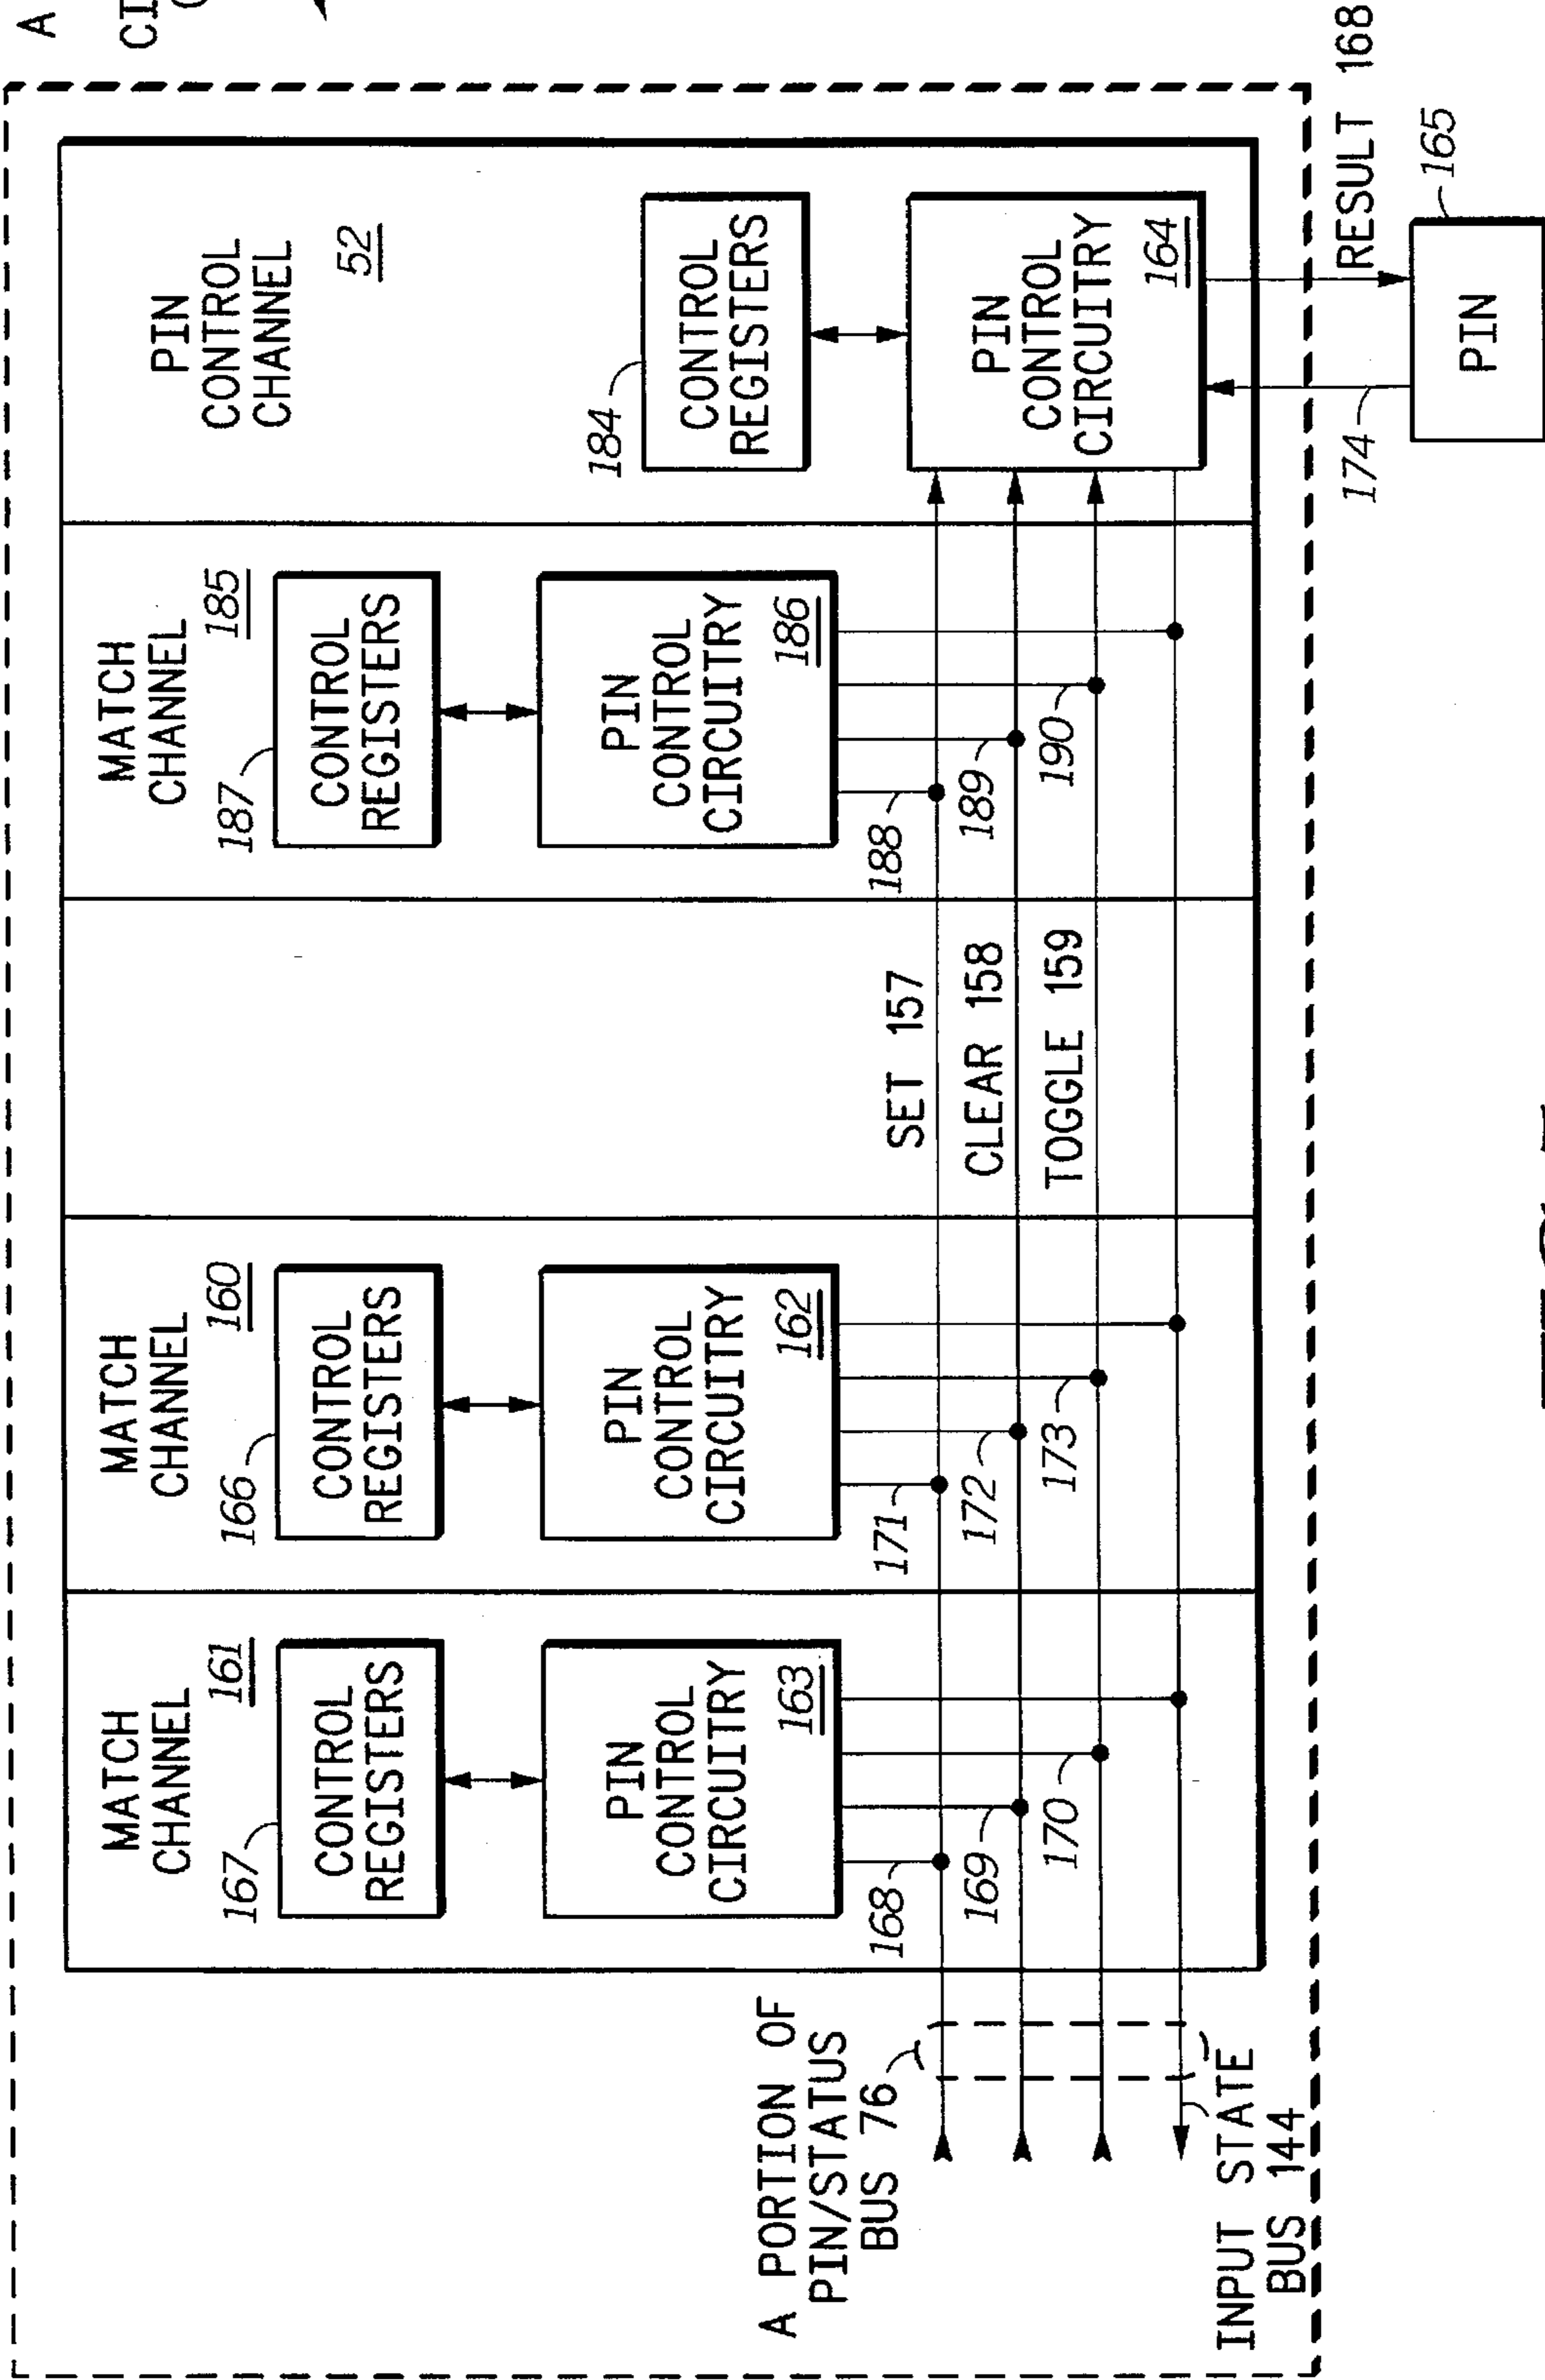 A
CI
MATCH
CHANNEL
161
167
CONTROL
REGISTERS
PIN
CONTROL
CIRCUITRY
163
168
169
170
MATCH
CHANNEL
160
166
CONTROL
REGISTERS
PIN
CONTROL
CIRCUITRY
162
171
172
173
SET 157
CLEAR 158
TOGGLE 159
MATCH
CHANNEL
185
187
CONTROL
REGISTERS
PIN
CONTROL
CIRCUITRY
186
188
189
190
PIN
CONTROL
CHANNEL
52
184
CONTROL
REGISTERS
PIN
CONTROL
CIRCUITRY
164
A PORTION OF
PIN/STATUS
BUS 76
INPUT STATE
BUS 144
174
RESULT 168
PIN
165